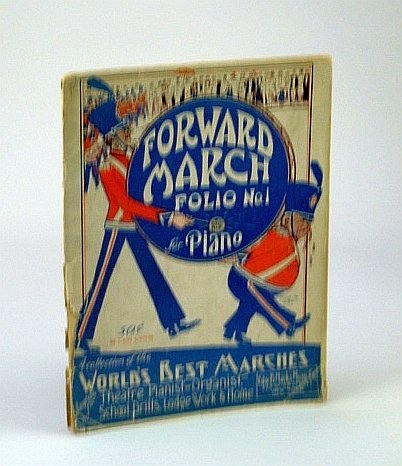 FORWARD
MARCH
FOLIO No. 1
for Piano
A collection of the
WORLD'S BEST MARCHES
for Theatre Pianist-Organist
School Drills, Lodge Work & Home